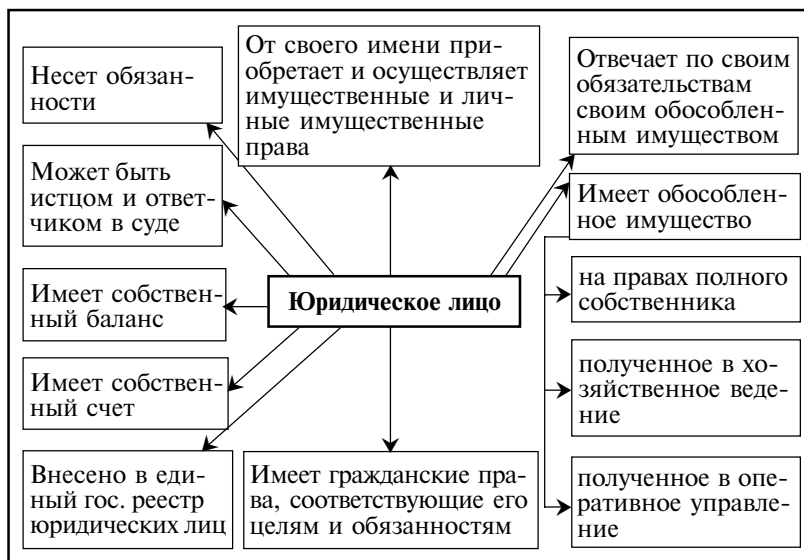 Несет обязан-
ности
От своего имени при-
обретает и осуществляет
имущественные и лич-
ные имущественные
права
Отвечает по своим
обязательствам
своим обособлен-
ным имуществом
Может быть
истцом и ответ-
чиком в суде
Имеет обособлен-
ное имущество
Имеет собствен-
ный баланс
Юридическое лицо
на правах полного
собственника
Имеет собствен-
ный счет
полученное в хо-
зяйственное веде-
ние
Внесено в еди-
ный гос. реестр
юридических лиц
Имеет гражданские пра-
ва, соответствующие его
целям и обязанностям
полученное в опе-
ративное управле-
ние